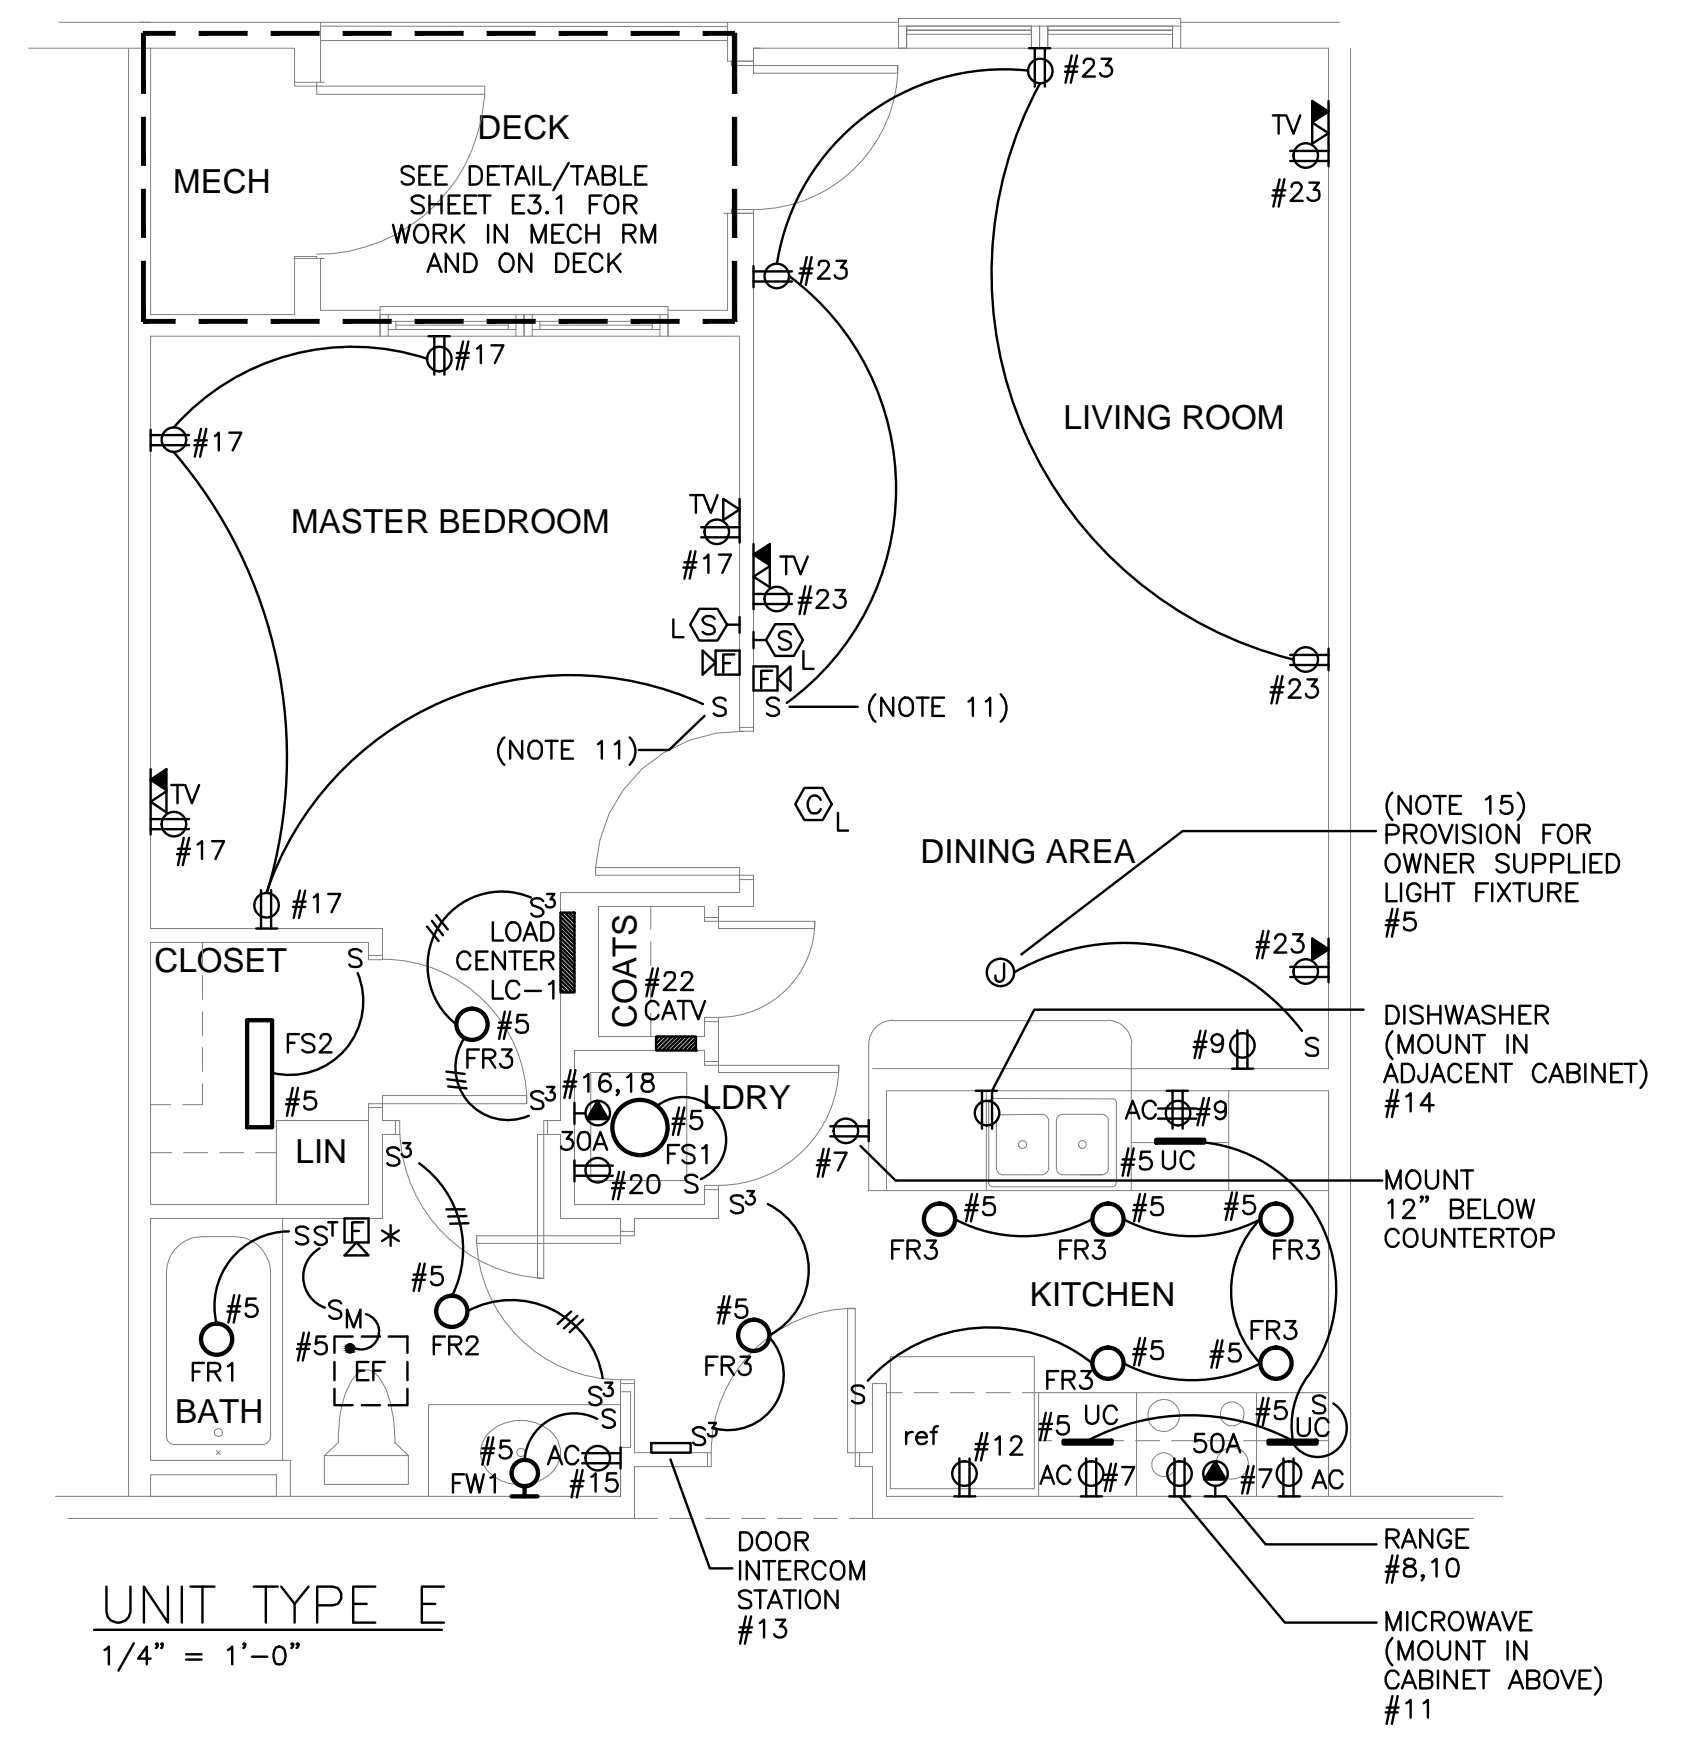 #23
TV
#23
DECK
MECH
SEE DETAIL/TABLE
SHEET E3.1 FOR
WORK IN MECH RM
AND ON DECK
#23
#17
#17
LIVING ROOM
MASTER BEDROOM
TV
#17
TV
#23
L
S
S
L
F
F
#23
S
S
(NOTE 11)
(NOTE 11)
TV
#17
C
L
DINING AREA
(NOTE 15)
PROVISION FOR
OWNER SUPPLIED
LIGHT FIXTURE
#5
#17
S3
LOAD
CENTER
LC-1
COATS
#22
CATV
CLOSET
S
J
#23
FS2
#5
#5
FR3
S3
#9
S
DISHWASHER
(MOUNT IN
ADJACENT CABINET)
#14
#16,18
LDRY
30A
#5
FS1
#20
S
AC
#9
#7
#5
UC
LIN
S3
MOUNT
12" BELOW
COUNTERTOP
S3
#5
FR3
#5
FR3
#5
FR3
SST
F
*
#5
FR1
SM
#5
EF
#5
FR2
S3
KITCHEN
#5
FR3
S3
BATH
S
#5
FW1
AC
#15
S
#5
FR3
FR3
#5
ref
#12
#5
UC
AC
#7
50A
#5
S
UC
#7
AC
DOOR
INTERCOM
STATION
#13
RANGE
#8,10
MICROWAVE
(MOUNT IN
CABINET ABOVE)
#11
UNIT TYPE E
1/4" = 1'-0"